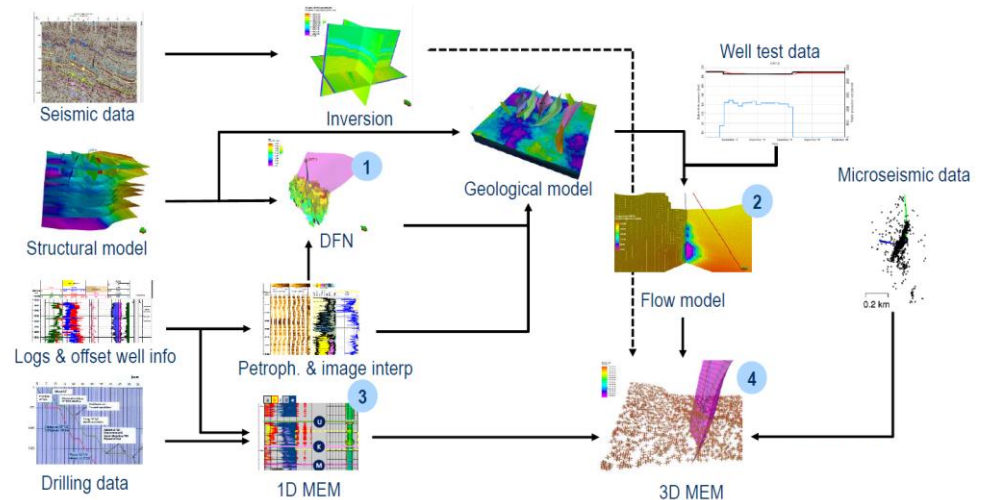 Well test data
Seismic data
Inversion
1
Geological model
Microseismic data
Structural model
DFN
2
0.2 km
Flow model
Logs & offset well info
Petroph. & image interp
3
4
U
K
M
Drilling data
1D MEM
3D MEM